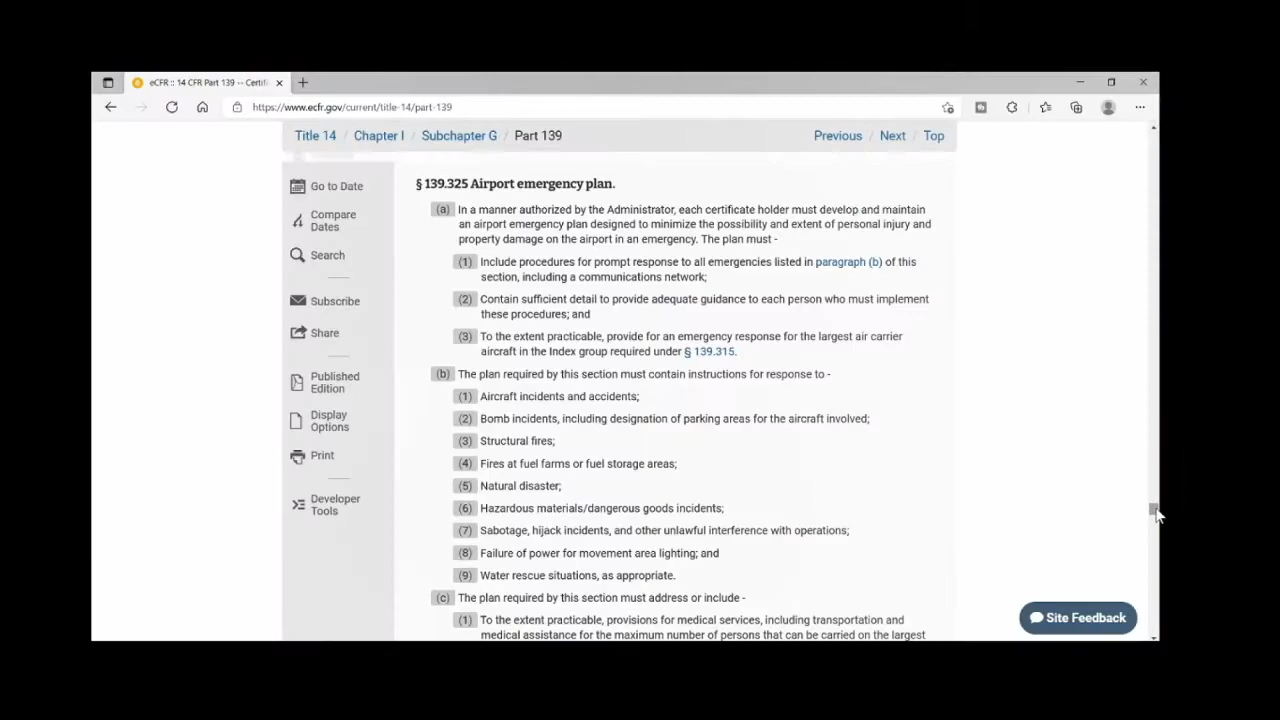 eCFR :: 14 CFR Part 139 -- Certifi
https://www.ecfr.gov/current/title-14/part-139
Title 14 / Chapter I / Subchapter G / Part 139
Previous / Next / Top
Go to Date
Compare
Dates
Search
Subscribe
Share
Published
Edition
Display
Options
Print
Developer
Tools
§ 139.325 Airport emergency plan.
(a) In a manner authorized by the Administrator, each certificate holder must develop and maintain
an airport emergency plan designed to minimize the possibility and extent of personal injury and
property damage on the airport in an emergency. The plan must -
(1) Include procedures for prompt response to all emergencies listed in paragraph (b) of this
section, including a communications network;
(2) Contain sufficient detail to provide adequate guidance to each person who must implement
these procedures; and
(3) To the extent practicable, provide for an emergency response for the largest air carrier
aircraft in the Index group required under § 139.315.
(b) The plan required by this section must contain instructions for response to -
(1) Aircraft incidents and accidents;
(2) Bomb incidents, including designation of parking areas for the aircraft involved;
(3) Structural fires;
(4) Fires at fuel farms or fuel storage areas;
(5) Natural disaster;
(6) Hazardous materials/dangerous goods incidents;
(7) Sabotage, hijack incidents, and other unlawful interference with operations;
(8) Failure of power for movement area lighting; and
(9) Water rescue situations, as appropriate.
(c) The plan required by this section must address or include -
(1) To the extent practicable, provisions for medical services, including transportation and
medical assistance for the maximum number of persons that can be carried on the largest
Site Feedback